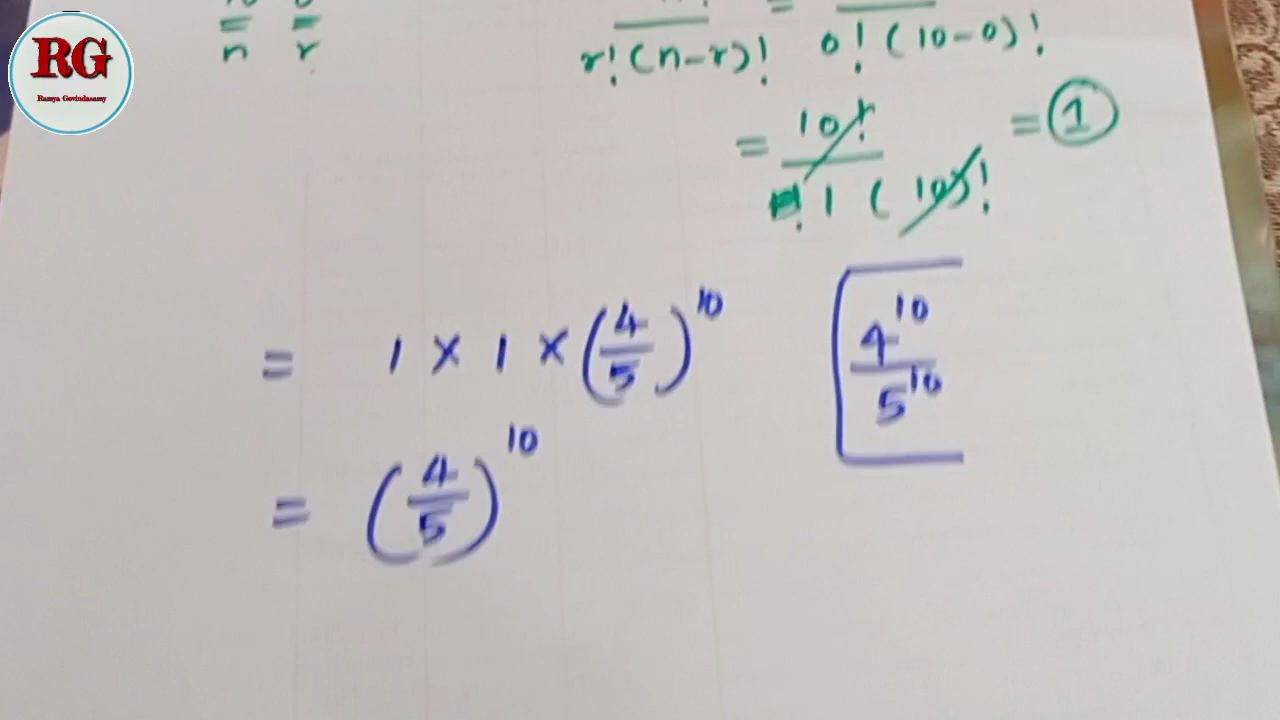 RG
Ramya Govindasamy
= =
n r
r!(n-r)! = 0!(10-0)!
= 10! / 1 (10)! = 1
= 1 × 1 × (4/5)^10
4^10 / 5^10
= (4/5)^10